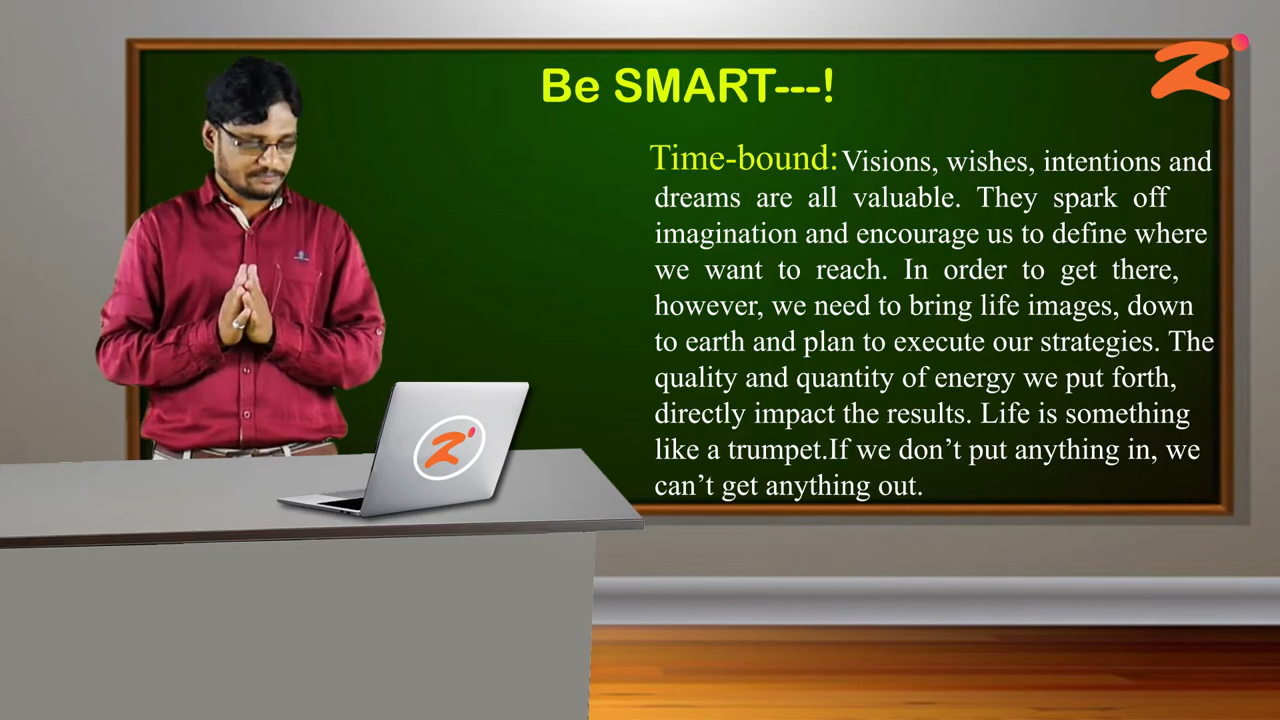 Be SMART---!
Time-bound: Visions, wishes, intentions and
dreams are all valuable. They spark off
imagination and encourage us to define where
we want to reach. In order to get there,
however, we need to bring life images, down
to earth and plan to execute our strategies. The
quality and quantity of energy we put forth,
directly impact the results. Life is something
like a trumpet.If we don’t put anything in, we
can’t get anything out.